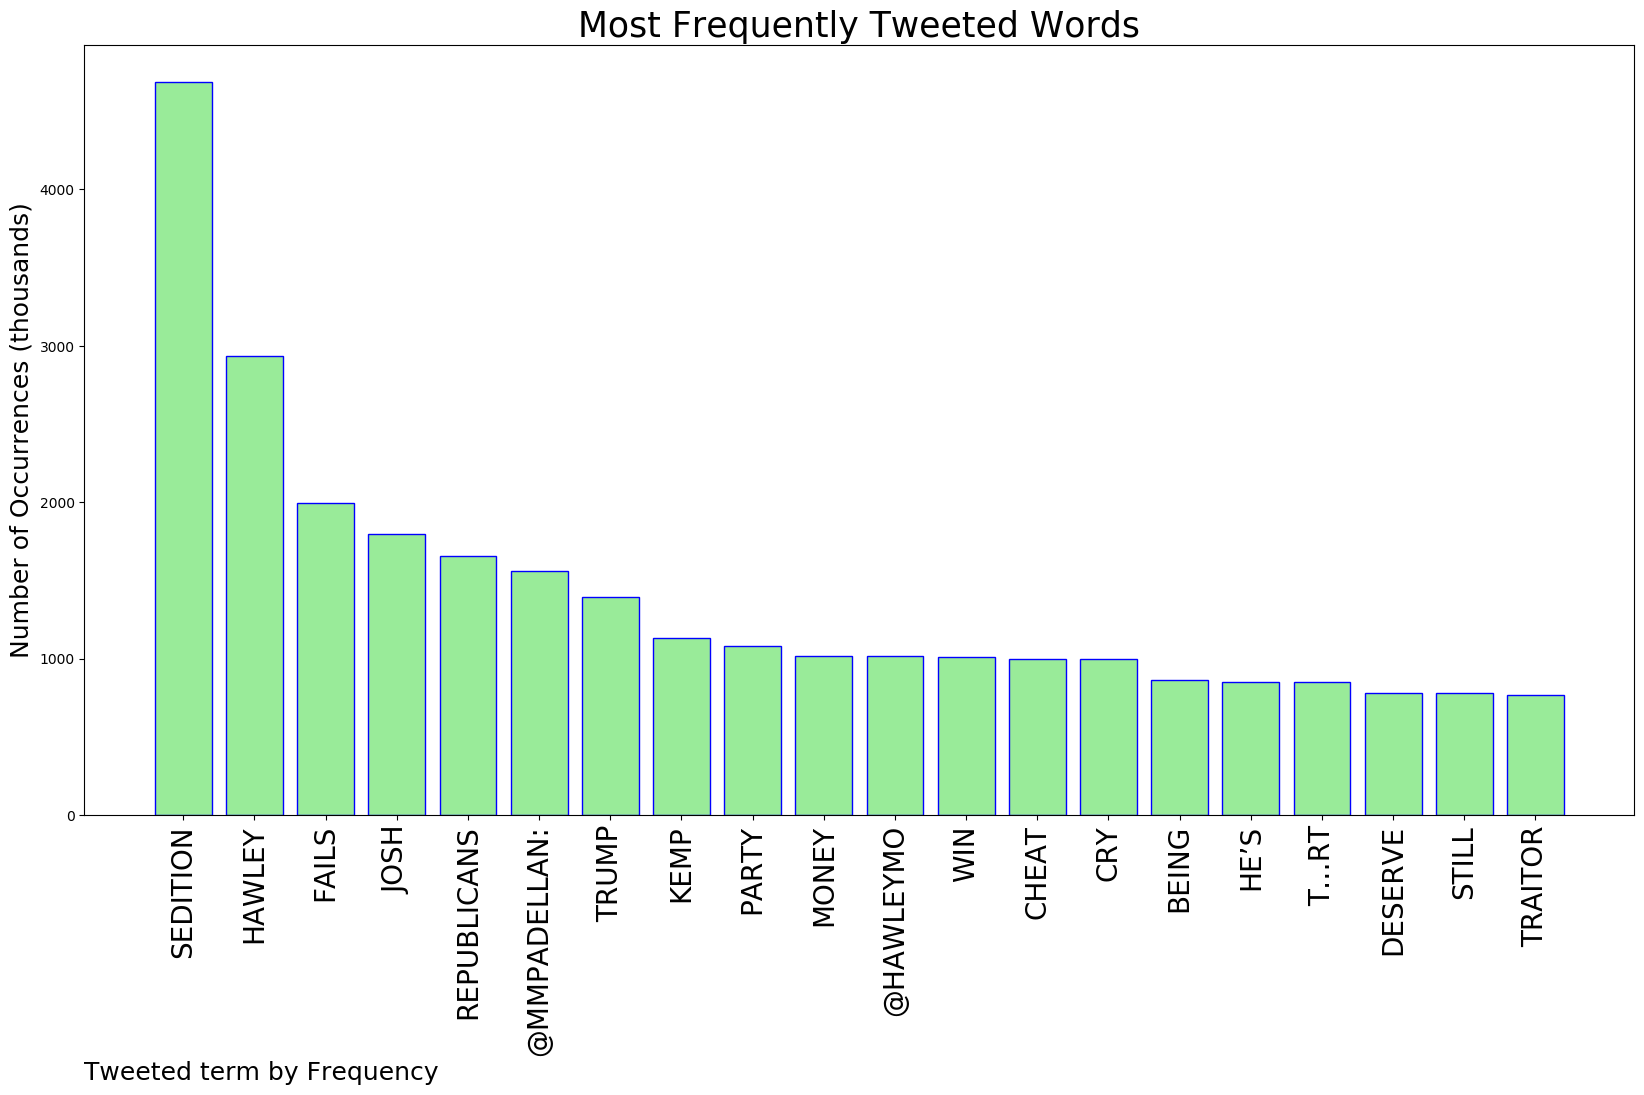 Most Frequently Tweeted Words
Number of Occurrences (thousands)
4000
3000
2000
1000
0
SEDITION
HAWLEY
FAILS
JOSH
REPUBLICANS
@MMPADELLAN:
TRUMP
KEMP
PARTY
MONEY
@HAWLEYMO
WIN
CHEAT
CRY
BEING
HE’S
T…RT
DESERVE
STILL
TRAITOR
Tweeted term by Frequency